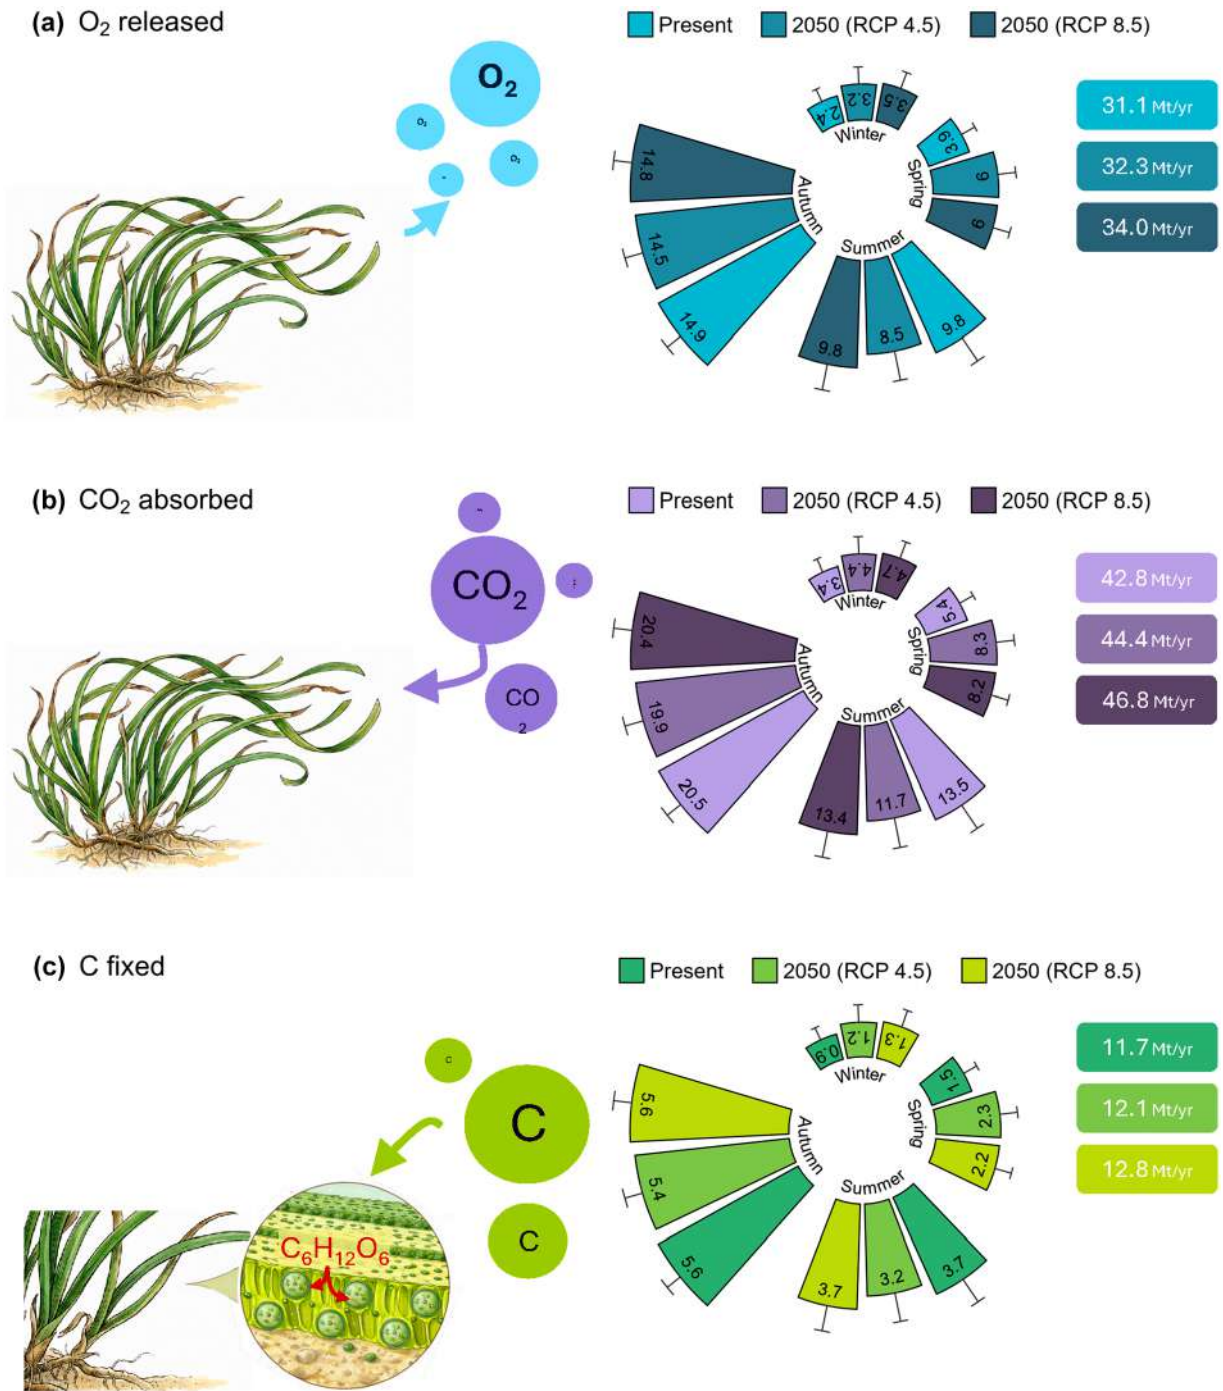 (a) O₂ released
Present 2050 (RCP 4.5) 2050 (RCP 8.5)
O₂
O₂
O₂
2.4 3.2 3.5
Winter
3.9
6
6
Spring
Summer
9.8 8.5 9.8
Autumn
14.8
14.5
14.9
31.1 Mt/yr
32.3 Mt/yr
34.0 Mt/yr
(b) CO₂ absorbed
Present 2050 (RCP 4.5) 2050 (RCP 8.5)
CO₂
CO
2
3.4 4.4 4.7
Winter
5.4
8.3
8.2
Spring
Summer
13.4 11.7 13.5
Autumn
20.4
19.9
20.5
42.8 Mt/yr
44.4 Mt/yr
46.8 Mt/yr
(c) C fixed
Present 2050 (RCP 4.5) 2050 (RCP 8.5)
C
C
C
C₆H₁₂O₆
0.9 1.2 1.3
Winter
1.5
2.3
2.2
Spring
Summer
3.7 3.2 3.7
Autumn
5.6
5.4
5.6
11.7 Mt/yr
12.1 Mt/yr
12.8 Mt/yr